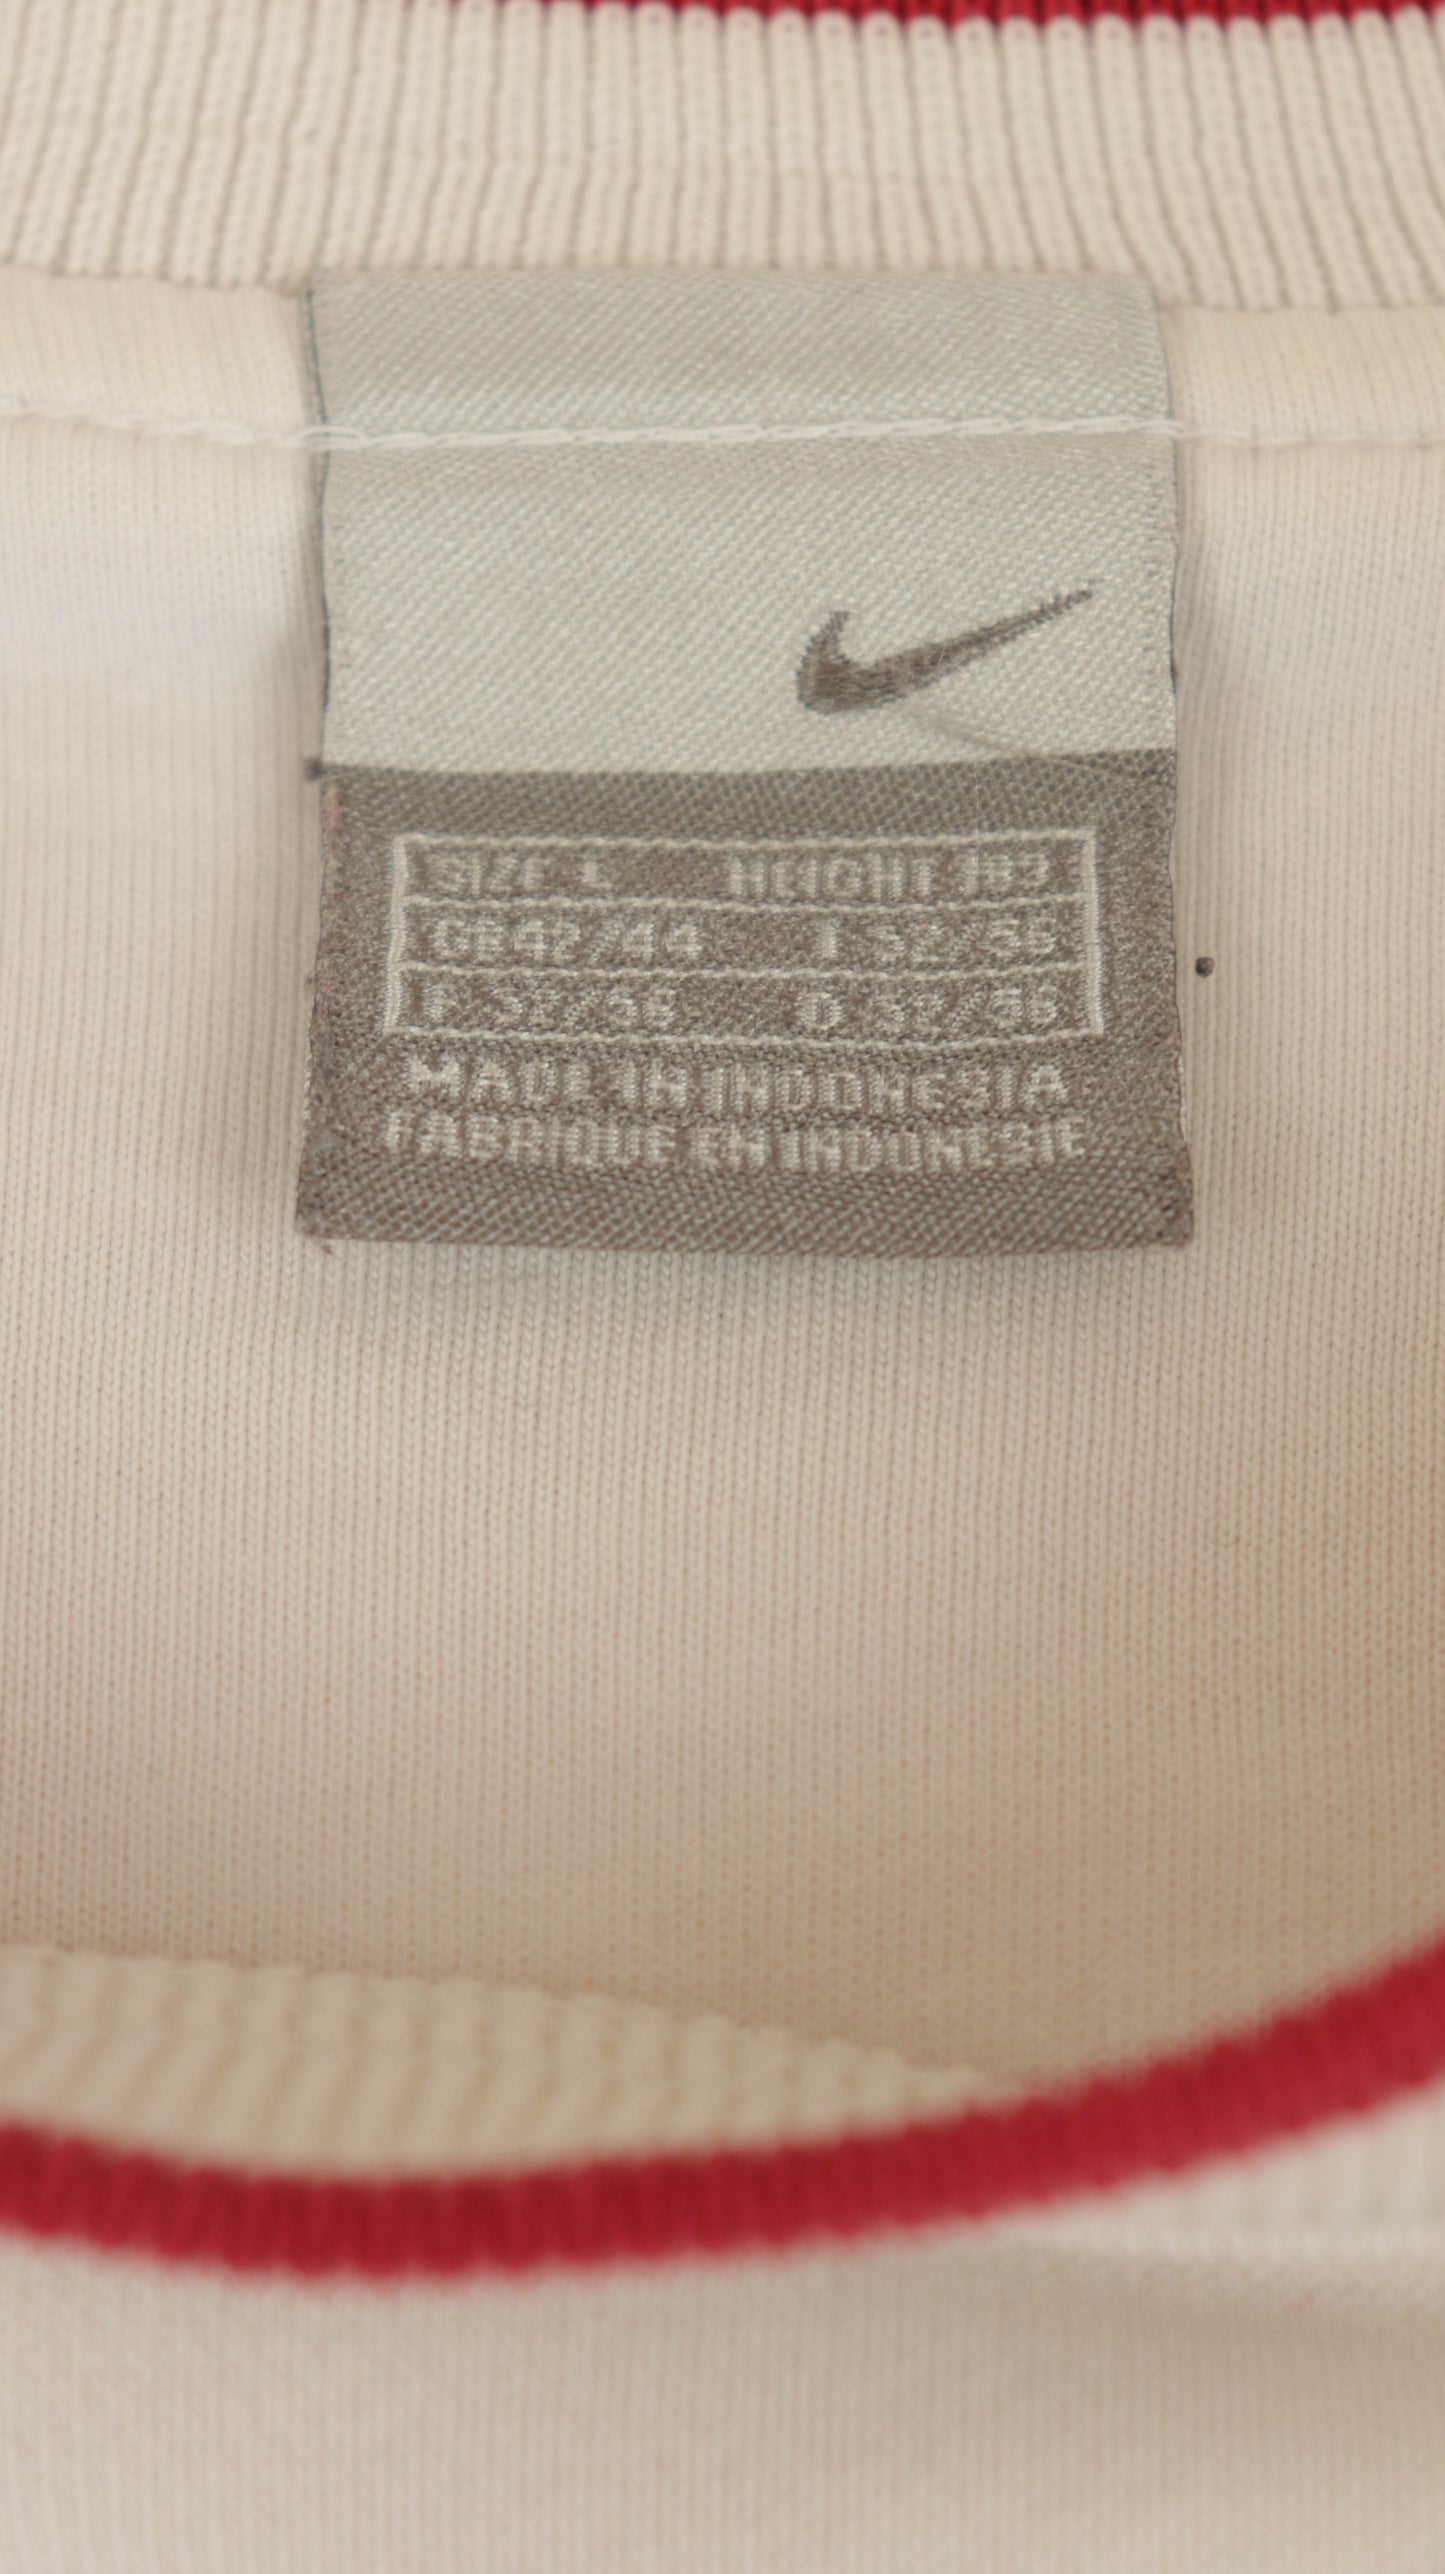 SIZE L HEIGHT 183
GB 42/44 I 52/56
F 52/56 D 52/56
MADE IN INDONESIA
FABRIQUE EN INDONESIE